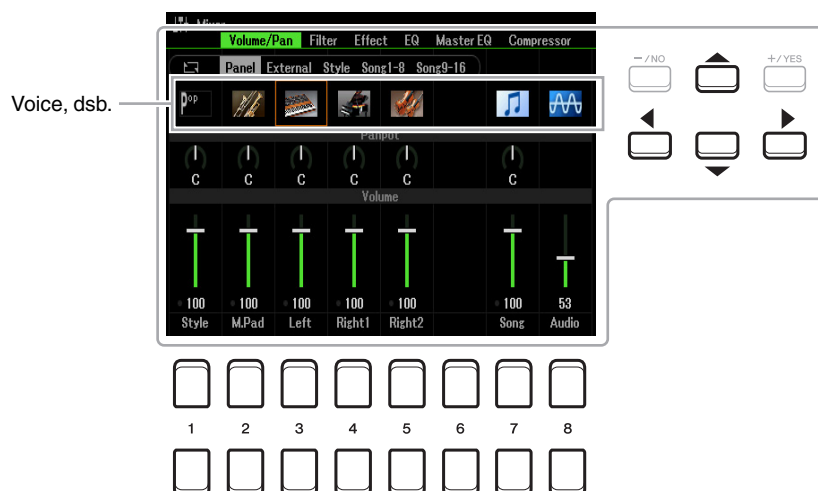 Mixer
Volume/Pan Filter Effect EQ Master EQ Compressor
Panel External Style Song1-8 Song9-16
−/NO +/YES
Voice, dsb.
Pop
Panpot
C C C C C C
Volume
100 100 100 100 100 100 53
Style M.Pad Left Right1 Right2 Song Audio
1 2 3 4 5 6 7 8